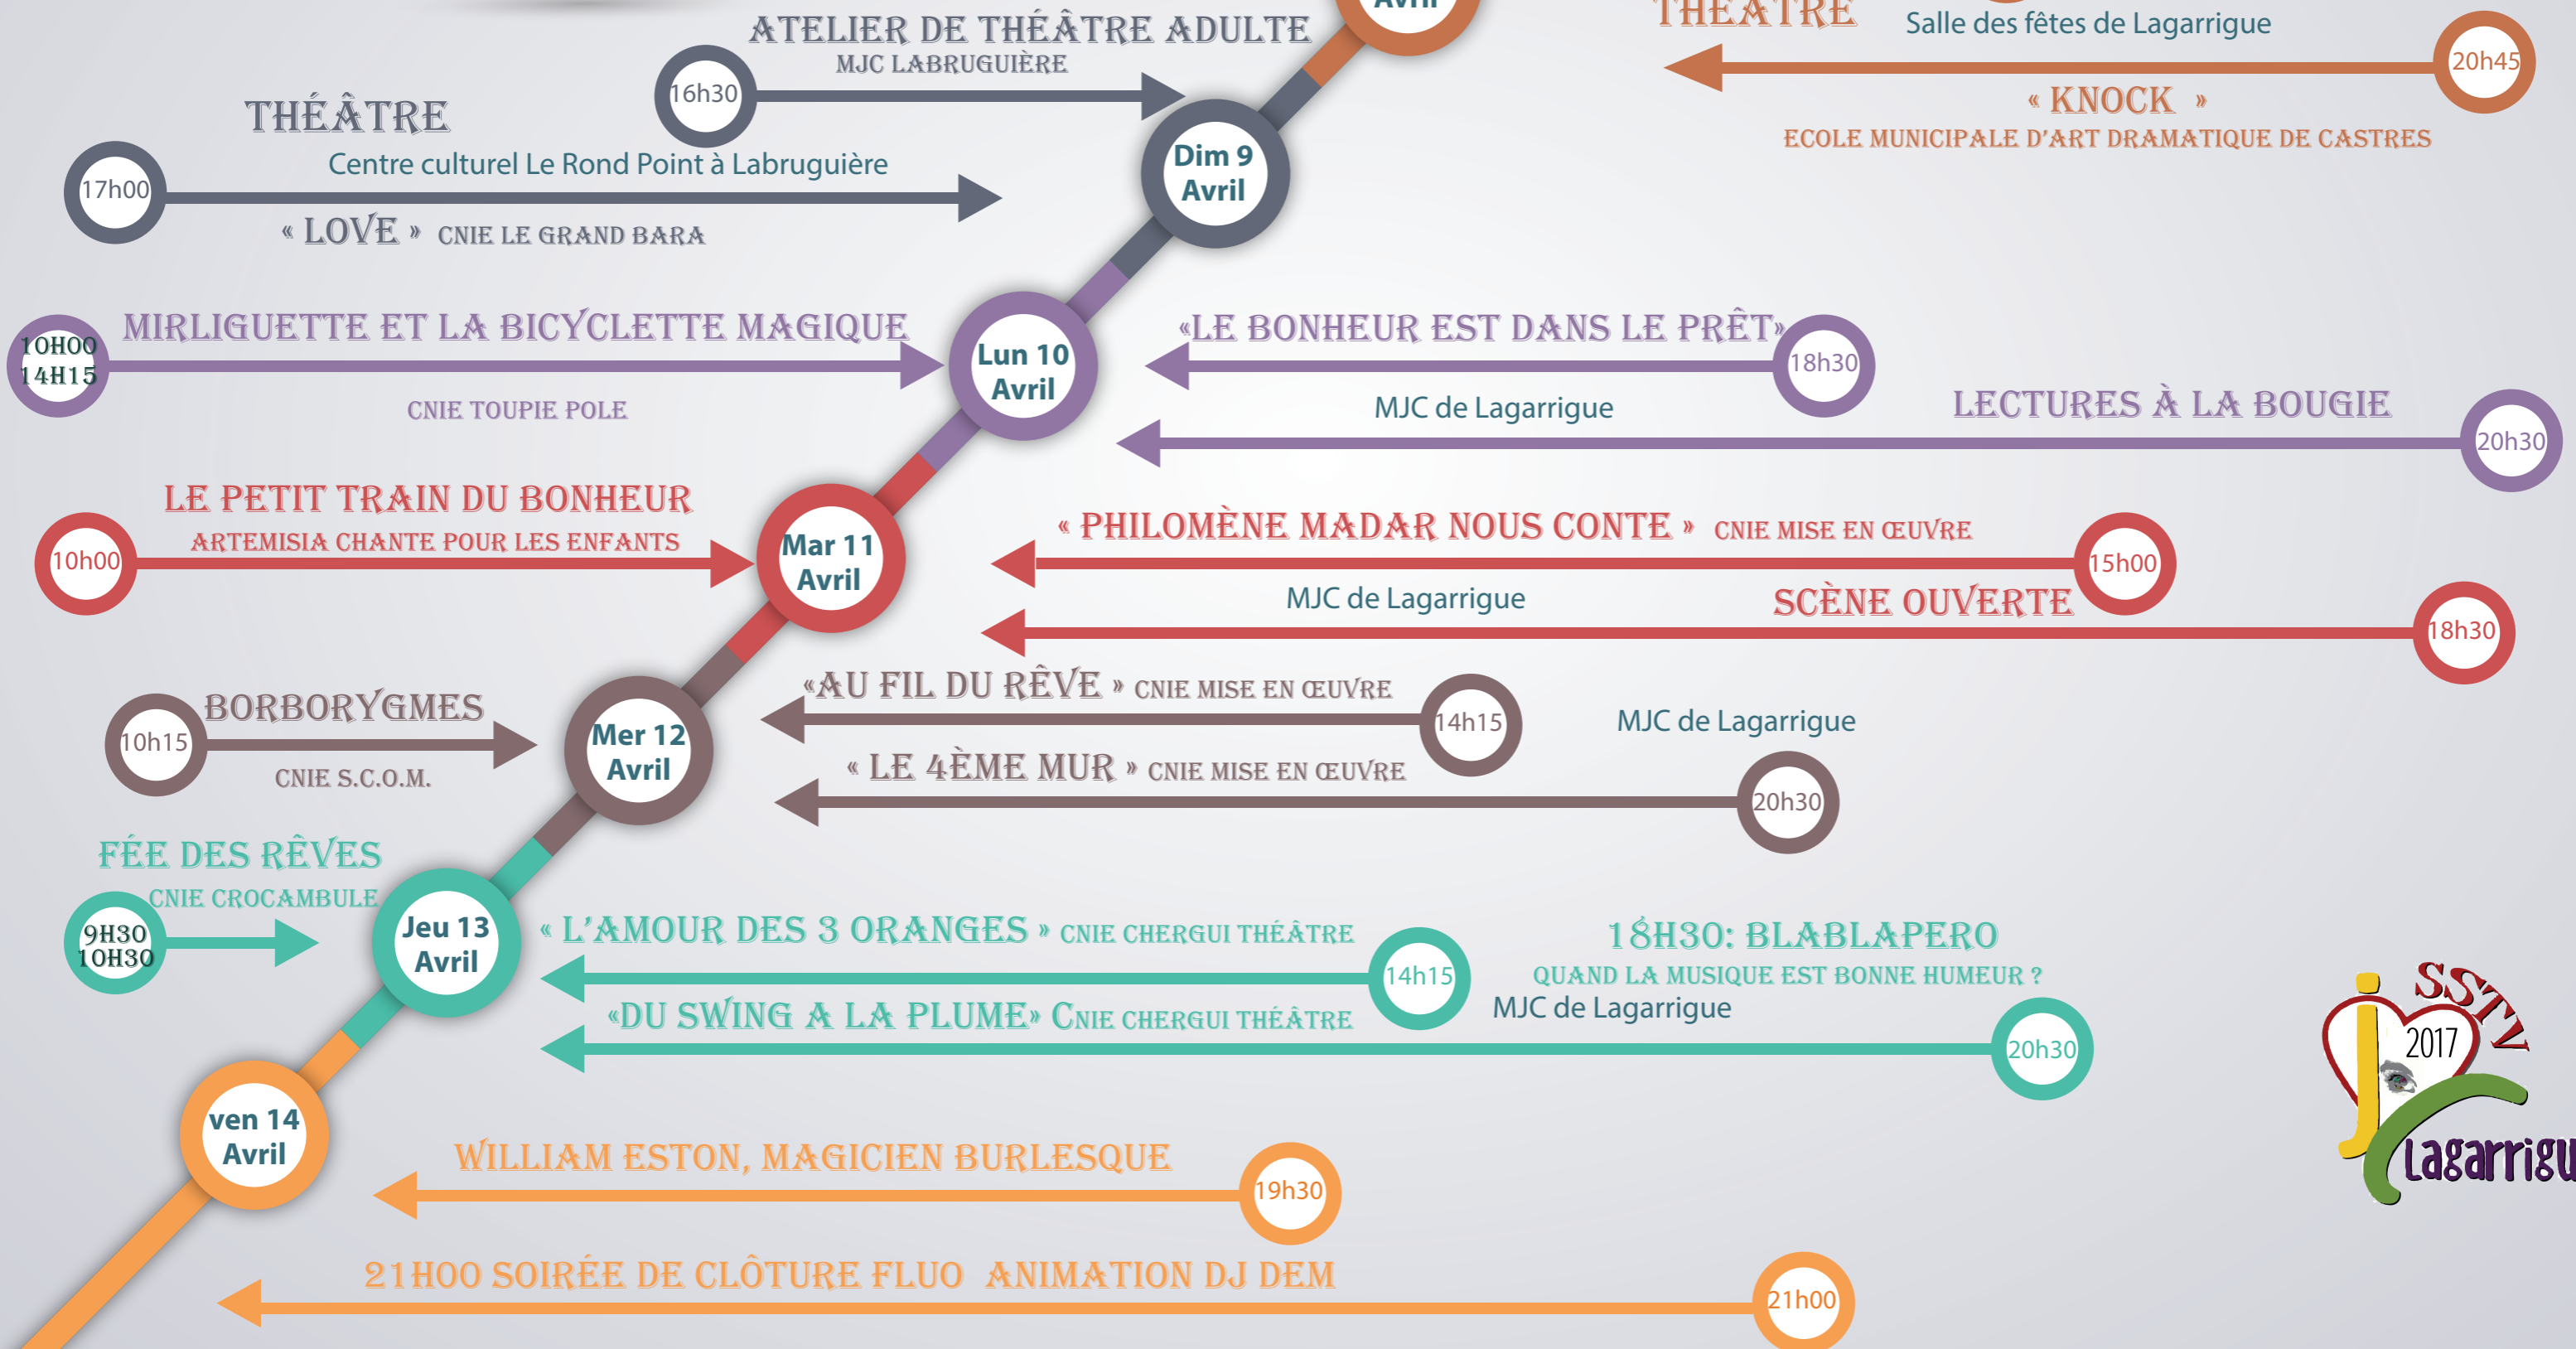 Avril
THÉÂTRE
Salle des fêtes de Lagarrigue
20h45
« KNOCK »
ECOLE MUNICIPALE D'ART DRAMATIQUE DE CASTRES
ATELIER DE THÉÂTRE ADULTE
MJC LABRUGUIÈRE
16h30
THÉÂTRE
Centre culturel Le Rond Point à Labruguière
17h00
« LOVE » CNIE LE GRAND BARA
Dim 9
Avril
MIRLIGUETTE ET LA BICYCLETTE MAGIQUE
10H00
14H15
CNIE TOUPIE POLE
Lun 10
Avril
«LE BONHEUR EST DANS LE PRÊT»
18h30
MJC de Lagarrigue
LECTURES À LA BOUGIE
20h30
LE PETIT TRAIN DU BONHEUR
ARTEMISIA CHANTE POUR LES ENFANTS
10h00
Mar 11
Avril
« PHILOMÈNE MADAR NOUS CONTE » CNIE MISE EN ŒUVRE
15h00
MJC de Lagarrigue
SCÈNE OUVERTE
18h30
BORBORYGMES
10h15
CNIE S.C.O.M.
Mer 12
Avril
«AU FIL DU RÊVE » CNIE MISE EN ŒUVRE
14h15
MJC de Lagarrigue
« LE 4ÈME MUR » CNIE MISE EN ŒUVRE
20h30
FÉE DES RÊVES
CNIE CROCAMBULE
9H30
10H30
Jeu 13
Avril
« L'AMOUR DES 3 ORANGES » CNIE CHERGUI THÉÂTRE
14h15
18H30: BLABLAPERO
QUAND LA MUSIQUE EST BONNE HUMEUR ?
MJC de Lagarrigue
«DU SWING A LA PLUME» CNIE CHERGUI THÉÂTRE
20h30
ven 14
Avril
WILLIAM ESTON, MAGICIEN BURLESQUE
19h30
21H00 SOIRÉE DE CLÔTURE FLUO ANIMATION DJ DEM
21h00
SSTV
2017
Lagarrigu